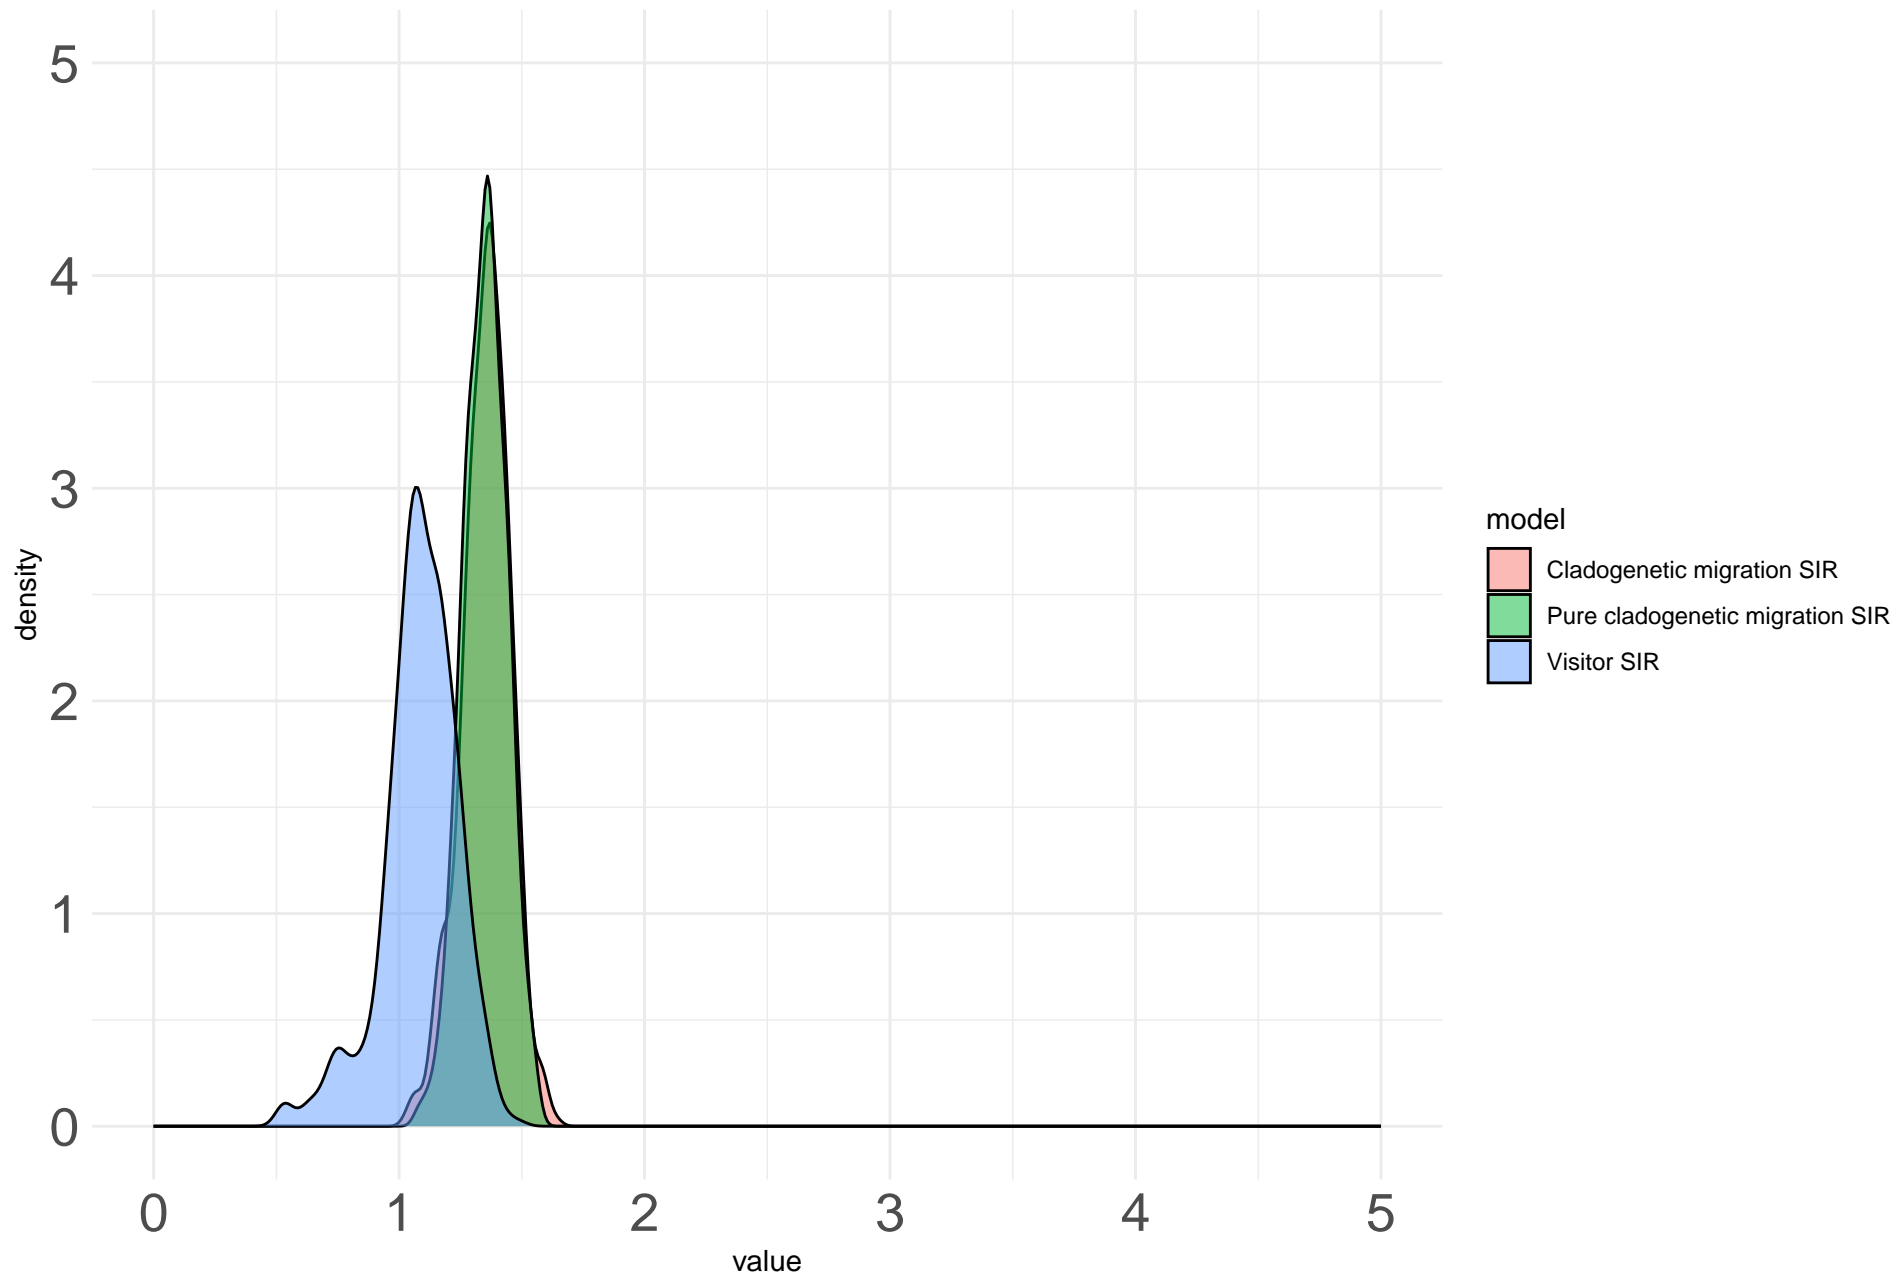 5
4
3
2
1
0
density
0 1 2 3 4 5
value
model
Cladogenetic migration SIR
Pure cladogenetic migration SIR
Visitor SIR